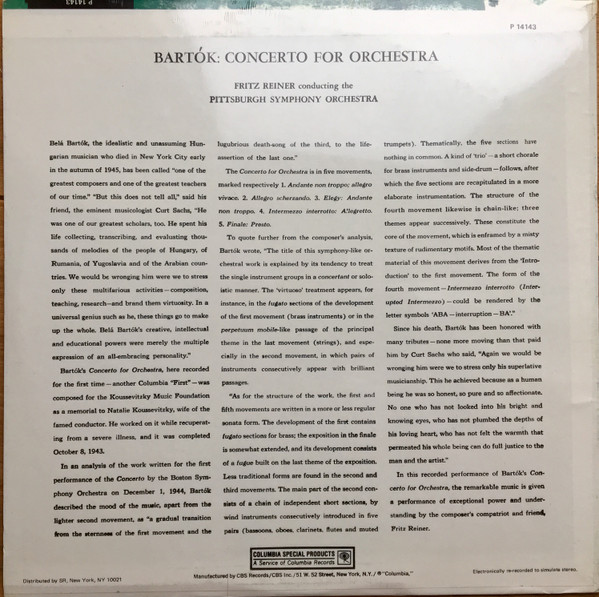 P 14143
P 14143
BARTÓK: CONCERTO FOR ORCHESTRA
FRITZ REINER conducting the
PITTSBURGH SYMPHONY ORCHESTRA
Belá Bartók, the idealistic and unassuming Hun-
garian musician who died in New York City early
in the autumn of 1945, has been called "one of the
greatest composers and one of the greatest teachers
of our time." "But this does not tell all," said his
friend, the eminent musicologist Curt Sachs, "He
was one of our greatest scholars, too. He spent his
life collecting, transcribing, and evaluating thou-
sands of melodies of the people of Hungary, of
Rumania, of Yugoslavia and of the Arabian coun-
tries. We would be wronging him were we to stress
only these multifarious activities—composition,
teaching, research—and brand them virtuosity. In a
universal genius such as he, these things go to make
up the whole. Belá Bartók's creative, intellectual
and educational powers were merely the multiple
expression of an all-embracing personality."
Bartók's Concerto for Orchestra, here recorded
for the first time—another Columbia "First"—was
composed for the Koussevitzky Music Foundation
as a memorial to Natalie Koussevitzky, wife of the
famed conductor. He worked on it while recuperat-
ing from a severe illness, and it was completed
October 8, 1943.
In an analysis of the work written for the first
performance of the Concerto by the Boston Sym-
phony Orchestra on December 1, 1944, Bartók
described the mood of the music, apart from the
lighter second movement, as "a gradual transition
from the sternness of the first movement and the
lugubrious death-song of the third, to the life-
assertion of the last one."
The Concerto for Orchestra is in five movements,
marked respectively 1. Andante non troppo; allegro
vivace. 2. Allegro scherzando. 3. Elegy: Andante
non troppo. 4. Intermezzo interrotto: Allegretto.
5. Finale: Presto.
To quote further from the composer's analysis,
Bartók wrote, "The title of this symphony-like or-
chestral work is explained by its tendency to treat
the single instrument groups in a concertant or solo-
istic manner. The 'virtuoso' treatment appears, for
instance, in the fugato sections of the development
of the first movement (brass instruments) or in the
perpetuum mobile-like passage of the principal
theme in the last movement (strings), and espe-
cially in the second movement, in which pairs of
instruments consecutively appear with brilliant
passages.
"As for the structure of the work, the first and
fifth movements are written in a more or less regular
sonata form. The development of the first contains
fugato sections for brass; the exposition in the finale
is somewhat extended, and its development consists
of a fugue built on the last theme of the exposition.
Less traditional forms are found in the second and
third movements. The main part of the second con-
sists of a chain of independent short sections, by
wind instruments consecutively introduced in five
pairs (bassoons, oboes, clarinets, flutes and muted
trumpets). Thematically, the five sections have
nothing in common. A kind of 'trio'—a short chorale
for brass instruments and side-drum—follows, after
which the five sections are recapitulated in a more
elaborate instrumentation. The structure of the
fourth movement likewise is chain-like; three
themes appear successively. These constitute the
core of the movement, which is enframed by a misty
texture of rudimentary motifs. Most of the thematic
material of this movement derives from the 'Intro-
duction' to the first movement. The form of the
fourth movement—Intermezzo interrotto (Inter-
upted Intermezzo)—could be rendered by the
letter symbols 'ABA—interruption—BA'."
Since his death, Bartók has been honored with
many tributes—none more moving than that paid
him by Curt Sachs who said, "Again we would be
wronging him were we to stress only his superlative
musicianship. This he achieved because as a human
being he was so honest, so pure and so affectionate.
No one who has not looked into his bright and
knowing eyes, who has not plumbed the depths of
his loving heart, who has not felt the warmth that
permeated his whole being can do full justice to the
man and the artist."
In this recorded performance of Bartók's Con-
certo for Orchestra, the remarkable music is given
a performance of exceptional power and under-
standing by the composer's compatriot and friend,
Fritz Reiner.
COLUMBIA SPECIAL PRODUCTS
A Service of Columbia Records
Distributed by SR, New York, NY 10021
Manufactured by CBS Records/CBS Inc./51 W. 52 Street, New York, N.Y./ ® "Columbia,"
Electronically re-recorded to simulate stereo.